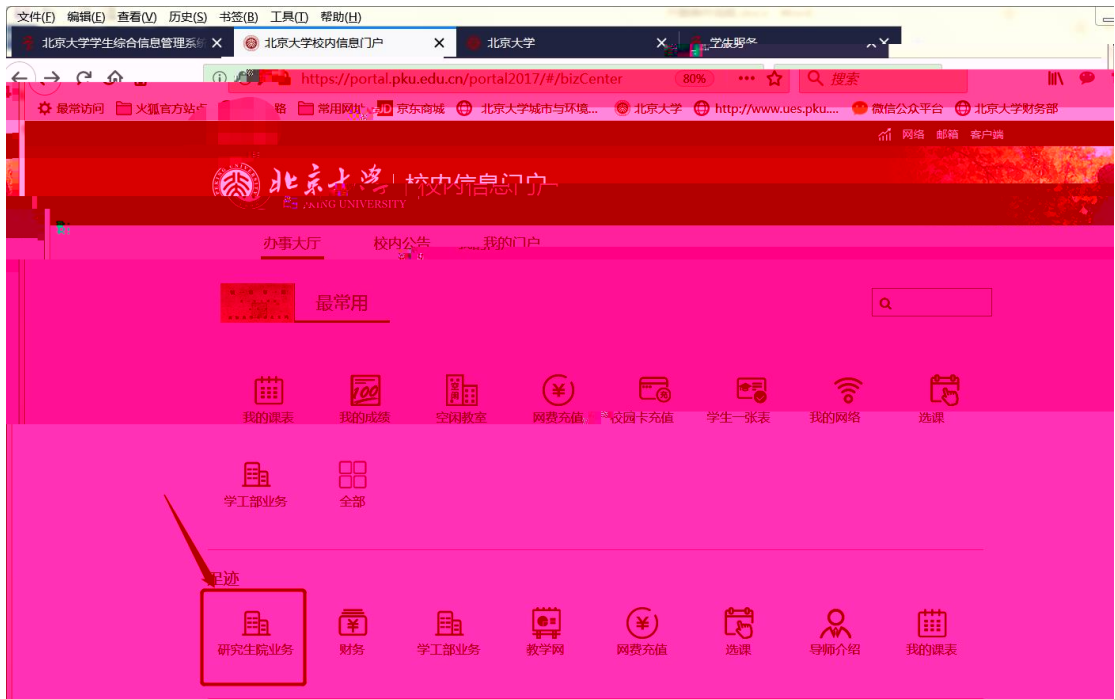 文件(F) 编辑(E) 查看(V) 历史(S) 书签(B) 工具(T) 帮助(H)
北京大学学生综合信息管理系统 北京大学校内信息门户 北京大学
https://portal.pku.edu.cn/portal2017/#/bizCenter 80% 搜索
最常访问 火狐官方站点 常用网址 JD 京东商城 北京大学城市与环境... 北京大学 http://www.ues.pku.... 微信公众平台 北京大学财务部
网络 邮箱 客户端
北京大学 校内信息门户
PEKING UNIVERSITY
办事大厅 校内公告 我的门户
最常用
我的课表 我的成绩 空闲教室 网费充值 校园卡充值 学生一张表 我的网络 选课
学工部业务 全部
足迹
研究生院业务 财务 学工部业务 教学网 网费充值 选课 导师介绍 我的课表